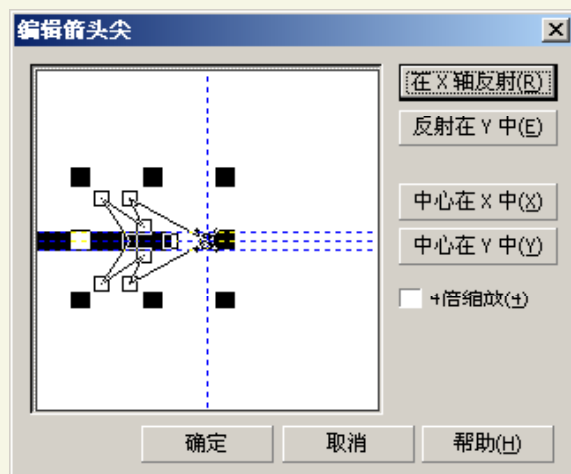 编辑箭头尖
在 X 轴反射(R)
反射在 Y 中(E)
中心在 X 中(X)
中心在 Y 中(Y)
4倍缩放(4)
确定
取消
帮助(H)